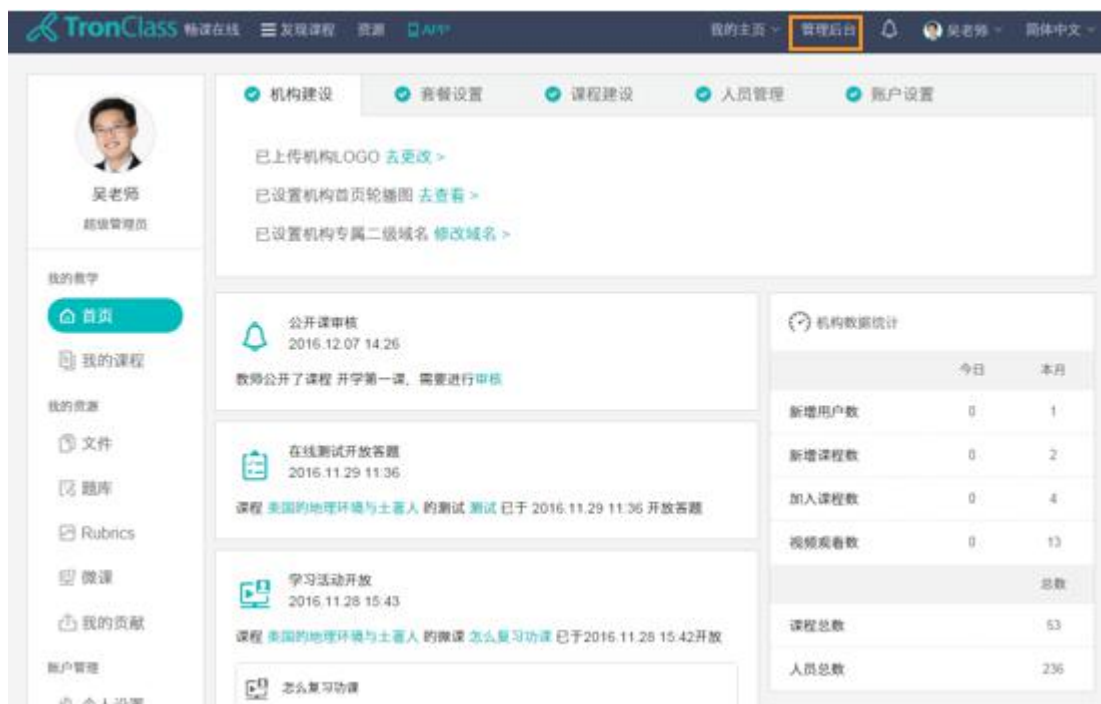 TronClass 畅课在线 发现课程 资源 APP 我的主页 管理后台 吴老师 简体中文
吴老师
超级管理员
我的教学
首页
我的课程
我的资源
文件
题库
Rubrics
微课
我的贡献
账户管理
个人设置
机构建设 套餐设置 课程建设 人员管理 账户设置
已上传机构LOGO 去更改 >
已设置机构首页轮播图 去查看 >
已设置机构专属二级域名 修改域名 >
公开课审核
2016.12.07 14:26
教师公开了课程 开学第一课, 需要进行审核
在线测试开放答题
2016.11.29 11:36
课程 美国的地理环境与土著人 的测试 测试 已于 2016.11.29 11:36 开放答题
学习活动开放
2016.11.28 15:43
课程 美国的地理环境与土著人 的微课 怎么复习功课 已于2016.11.28 15:42开放
怎么复习功课
机构数据统计
今日 本月
新增用户数 0 1
新增课程数 0 2
加入课程数 0 4
视频观看数 0 13
总数
课程总数 53
人员总数 236